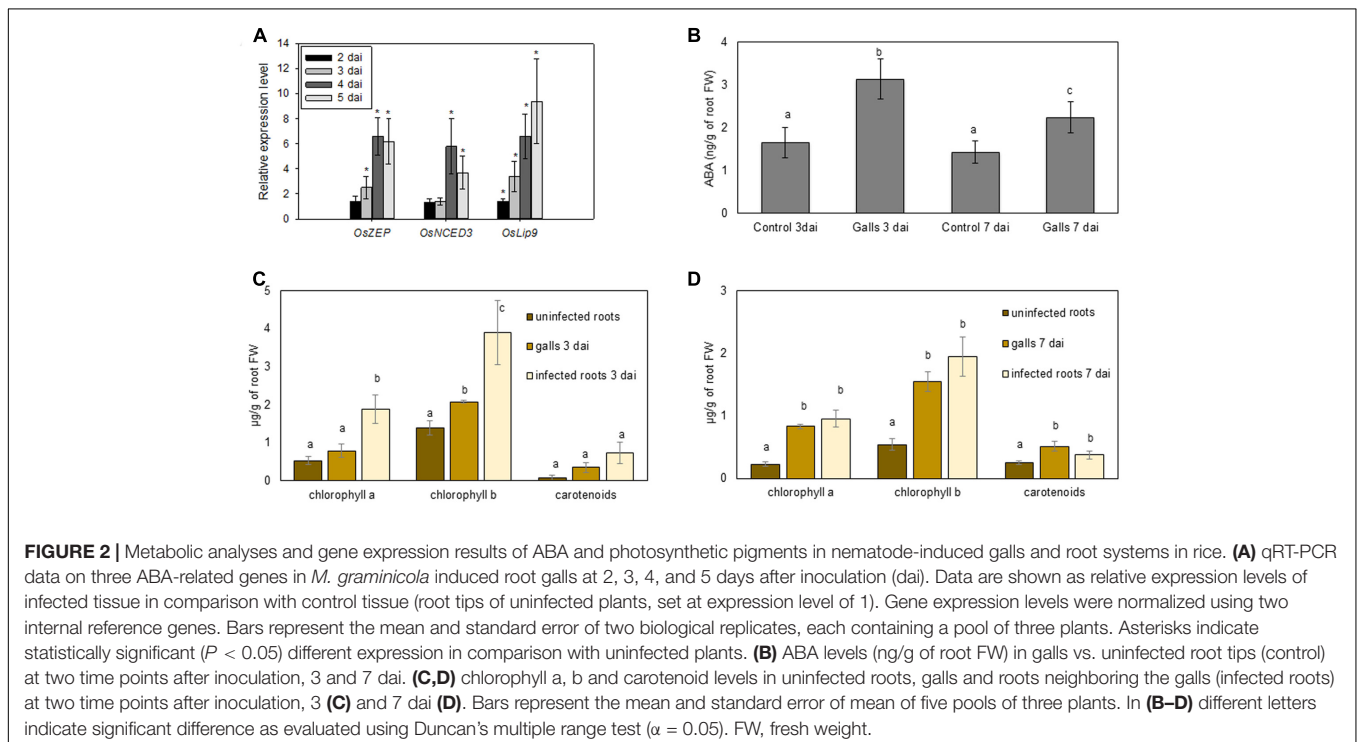 A
14
12
10
8
6
4
2
0
Relative expression level
2 dai
3 dai
4 dai
5 dai
* * *
* *
* * * *
OsZEP OsNCED3 OsLip9
B
4
3
2
1
0
ABA (ng/g of root FW)
a b a c
Control 3dai Galls 3 dai Control 7 dai Galls 7 dai
C
5
4
3
2
1
0
µg/g of root FW
uninfected roots
galls 3 dai
infected roots 3 dai
a a b
a b c
a a a
chlorophyll a chlorophyll b carotenoids
D
3
2
1
0
µg/g of root FW
uninfected roots
galls 7 dai
infected roots 7 dai
a b b
a b b
a b b
chlorophyll a chlorophyll b carotenoids
FIGURE 2 | Metabolic analyses and gene expression results of ABA and photosynthetic pigments in nematode-induced galls and root systems in rice. (A) qRT-PCR
data on three ABA-related genes in M. graminicola induced root galls at 2, 3, 4, and 5 days after inoculation (dai). Data are shown as relative expression levels of
infected tissue in comparison with control tissue (root tips of uninfected plants, set at expression level of 1). Gene expression levels were normalized using two
internal reference genes. Bars represent the mean and standard error of two biological replicates, each containing a pool of three plants. Asterisks indicate
statistically significant (P < 0.05) different expression in comparison with uninfected plants. (B) ABA levels (ng/g of root FW) in galls vs. uninfected root tips (control)
at two time points after inoculation, 3 and 7 dai. (C,D) chlorophyll a, b and carotenoid levels in uninfected roots, galls and roots neighboring the galls (infected roots)
at two time points after inoculation, 3 (C) and 7 dai (D). Bars represent the mean and standard error of mean of five pools of three plants. In (B–D) different letters
indicate significant difference as evaluated using Duncan's multiple range test (α = 0.05). FW, fresh weight.